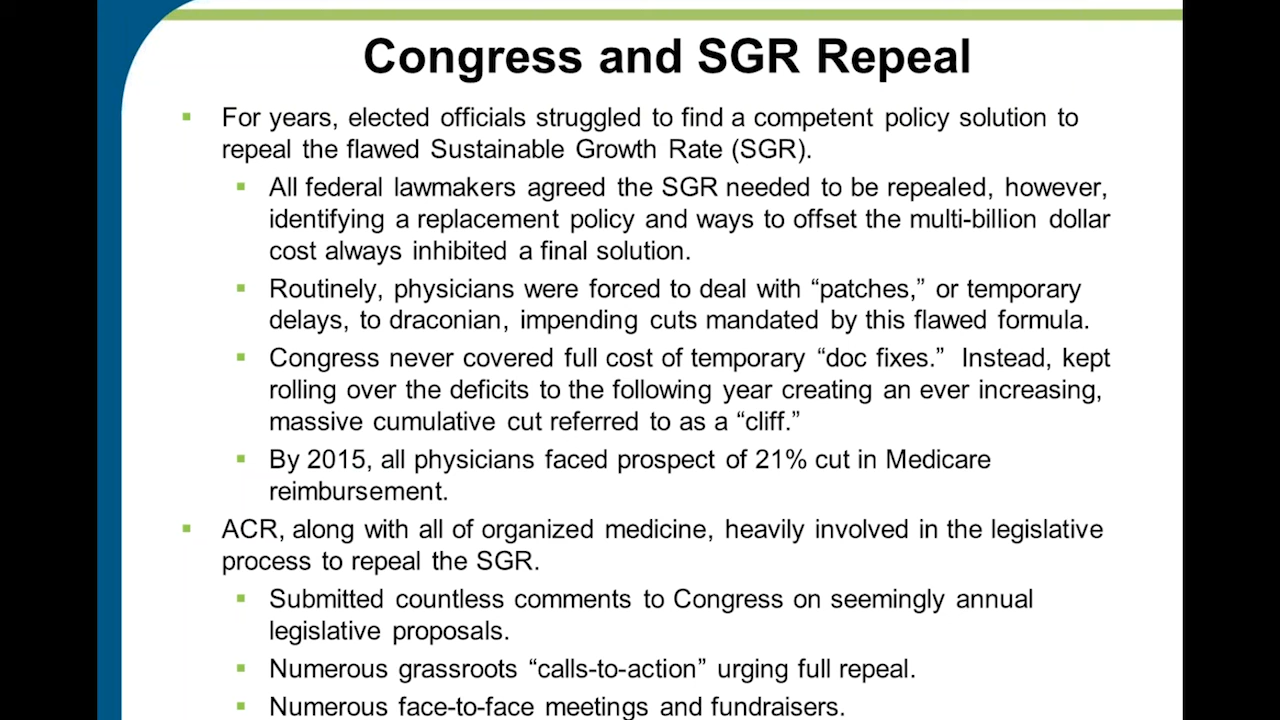 Congress and SGR Repeal
For years, elected officials struggled to find a competent policy solution to
repeal the flawed Sustainable Growth Rate (SGR).
All federal lawmakers agreed the SGR needed to be repealed, however,
identifying a replacement policy and ways to offset the multi-billion dollar
cost always inhibited a final solution.
Routinely, physicians were forced to deal with “patches,” or temporary
delays, to draconian, impending cuts mandated by this flawed formula.
Congress never covered full cost of temporary “doc fixes.” Instead, kept
rolling over the deficits to the following year creating an ever increasing,
massive cumulative cut referred to as a “cliff.”
By 2015, all physicians faced prospect of 21% cut in Medicare
reimbursement.
ACR, along with all of organized medicine, heavily involved in the legislative
process to repeal the SGR.
Submitted countless comments to Congress on seemingly annual
legislative proposals.
Numerous grassroots “calls-to-action” urging full repeal.
Numerous face-to-face meetings and fundraisers.